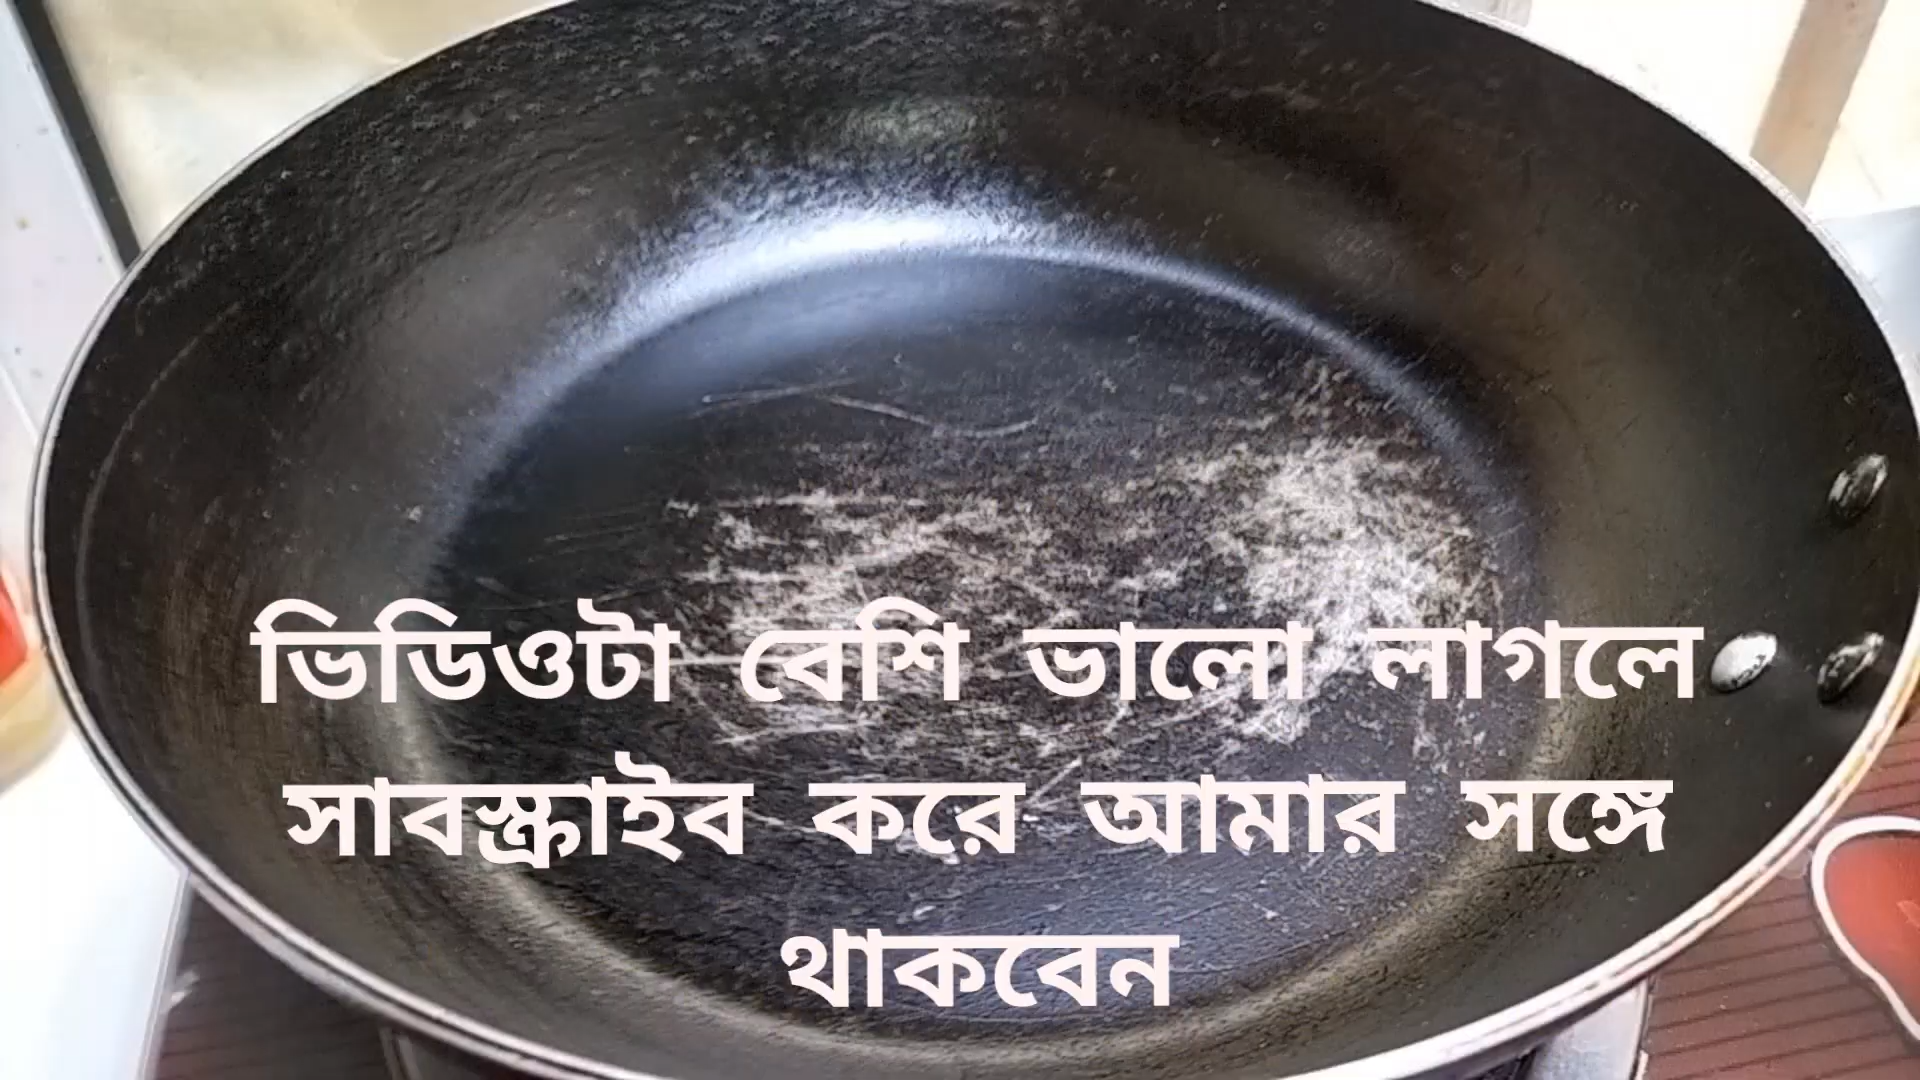 ভিডিওটা বেশি ভালো লাগলে
সাবস্ক্রাইব করে আমার সঙ্গে
থাকবেন